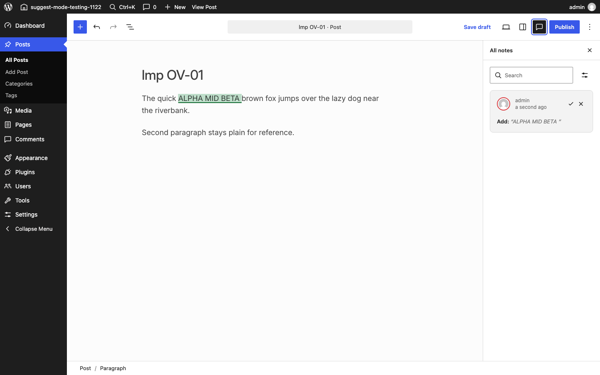 suggest-mode-testing-1122 Ctrl+K 0 New View Post admin
Dashboard
Posts
All Posts
Add Post
Categories
Tags
Media
Pages
Comments
Appearance
Plugins
Users
Tools
Settings
Collapse Menu
Imp OV-01 · Post
Save draft
Publish
Imp OV-01
The quick ALPHA MID BETA brown fox jumps over the lazy dog near
the riverbank.
Second paragraph stays plain for reference.
All notes
Search
admin
a second ago
Add: "ALPHA MID BETA "
Post / Paragraph